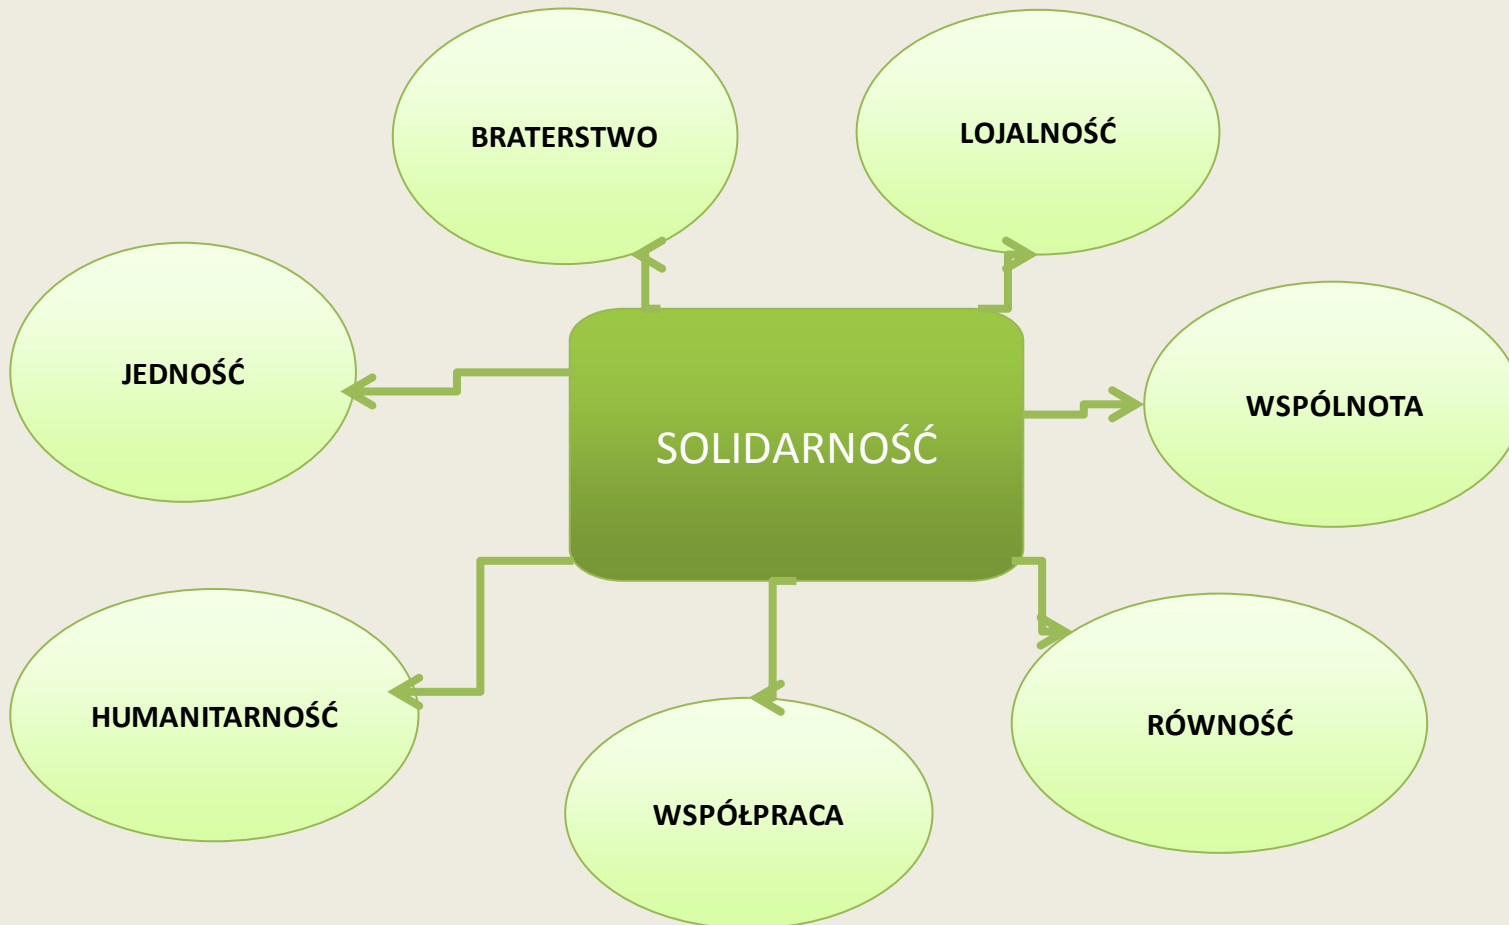 BRATERSTWO
LOJALNOŚĆ
JEDNOŚĆ
WSPÓLNOTA
SOLIDARNOŚĆ
HUMANITARNOŚĆ
RÓWNOŚĆ
WSPÓŁPRACA